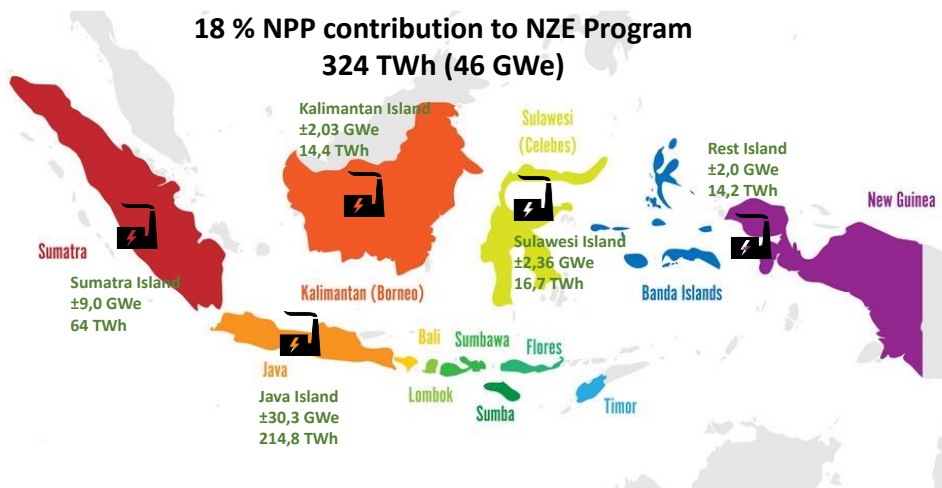 18 % NPP contribution to NZE Program
324 TWh (46 GWe)
Kalimantan Island
±2,03 GWe
14,4 TWh
Sulawesi
(Celebes)
Rest Island
±2,0 GWe
14,2 TWh
New Guinea
Sumatra
Sumatra Island
±9,0 GWe
64 TWh
Kalimantan (Borneo)
Sulawesi Island
±2,36 GWe
16,7 TWh
Banda Islands
Java
Bali
Sumbawa
Flores
Lombok
Sumba
Timor
Java Island
±30,3 GWe
214,8 TWh